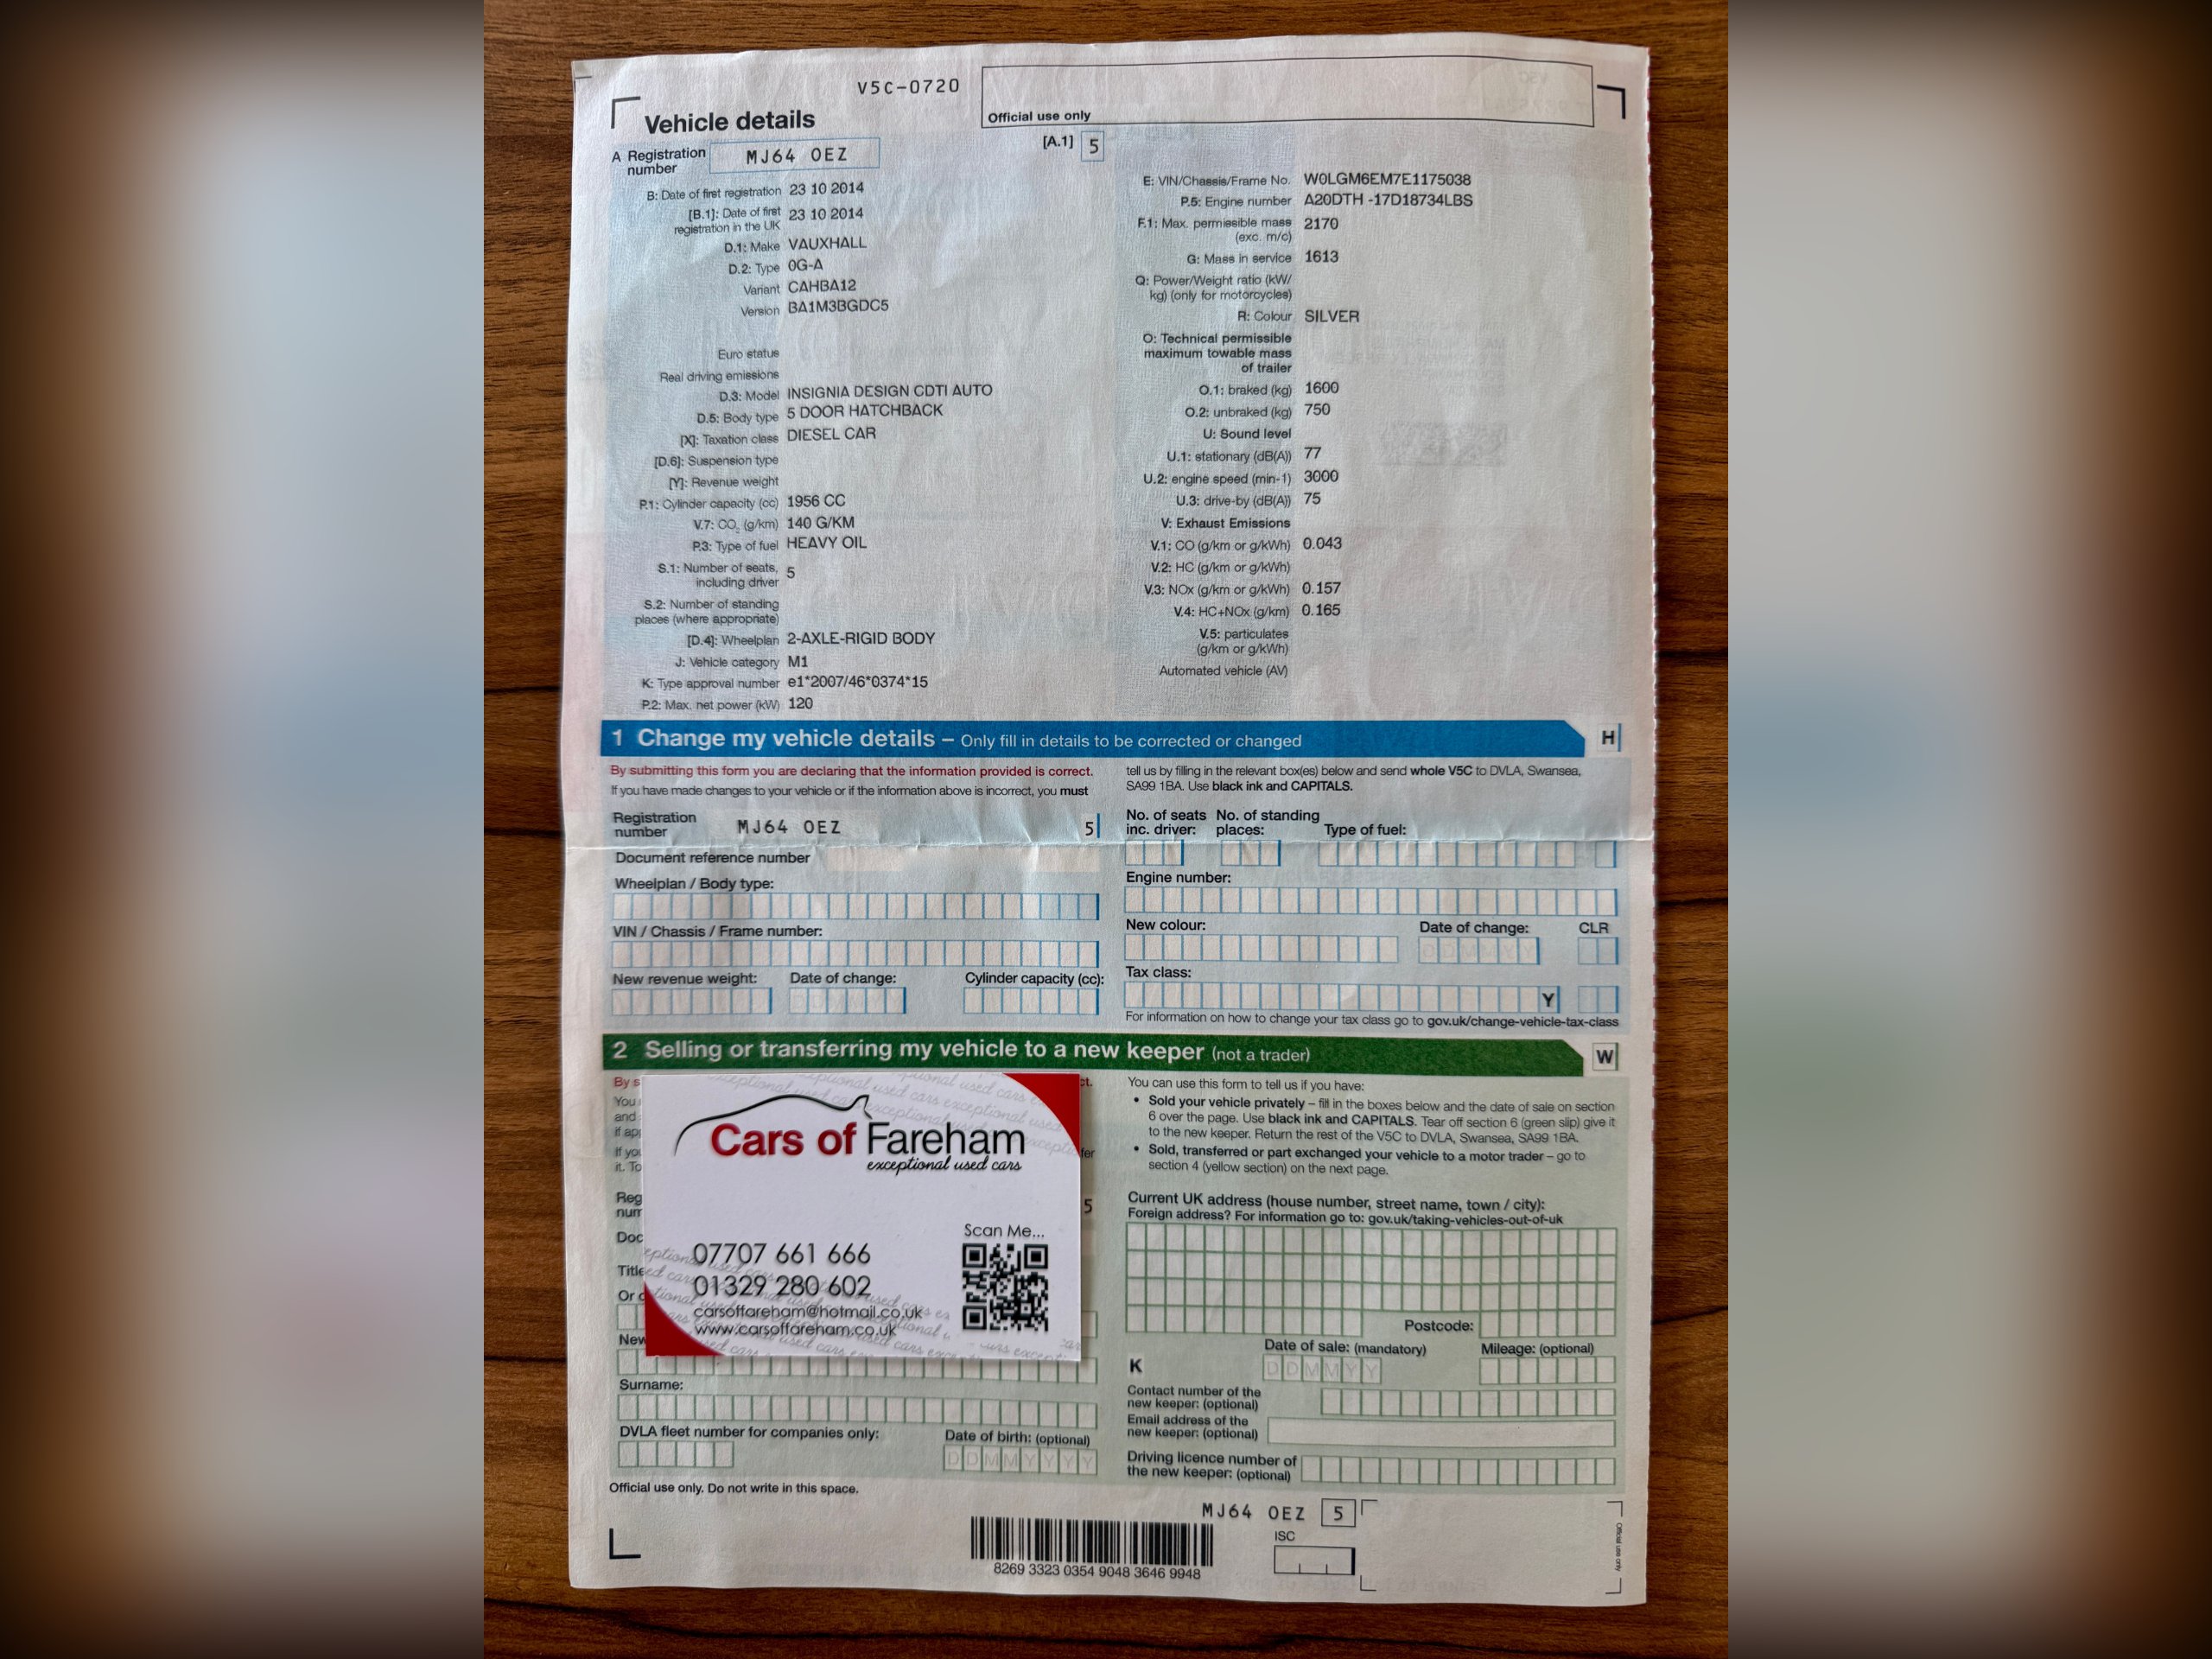 V5C-0720
Official use only
Vehicle details
A Registration number MJ64 OEZ
[A.1] 5
B: Date of first registration 23 10 2014
[B.1]: Date of first registration in the UK 23 10 2014
D.1: Make VAUXHALL
D.2: Type 0G-A
Variant CAHBA12
Version BA1M3BGDC5
Euro status
Real driving emissions
D.3: Model INSIGNIA DESIGN CDTI AUTO
D.5: Body type 5 DOOR HATCHBACK
[X]: Taxation class DIESEL CAR
[D.6]: Suspension type
[Y]: Revenue weight
P.1: Cylinder capacity (cc) 1956 CC
V.7: CO₂ (g/km) 140 G/KM
P.3: Type of fuel HEAVY OIL
S.1: Number of seats, including driver 5
S.2: Number of standing places (where appropriate)
[D.4]: Wheelplan 2-AXLE-RIGID BODY
J: Vehicle category M1
K: Type approval number e1*2007/46*0374*15
P.2: Max. net power (kW) 120
E: VIN/Chassis/Frame No. W0LGM6EM7E1175038
P.5: Engine number A20DTH -17D18734LBS
F.1: Max. permissible mass (exc. m/c) 2170
G: Mass in service 1613
Q: Power/Weight ratio (kW/kg) (only for motorcycles)
R: Colour SILVER
O: Technical permissible maximum towable mass of trailer
O.1: braked (kg) 1600
O.2: unbraked (kg) 750
U: Sound level
U.1: stationary (dB(A)) 77
U.2: engine speed (min-1) 3000
U.3: drive-by (dB(A)) 75
V: Exhaust Emissions
V.1: CO (g/km or g/kWh) 0.043
V.2: HC (g/km or g/kWh)
V.3: NOx (g/km or g/kWh) 0.157
V.4: HC+NOx (g/km) 0.165
V.5: particulates (g/km or g/kWh)
Automated vehicle (AV)
1 Change my vehicle details – Only fill in details to be corrected or changed H
By submitting this form you are declaring that the information provided is correct.
If you have made changes to your vehicle or if the information above is incorrect, you must
tell us by filling in the relevant box(es) below and send whole V5C to DVLA, Swansea,
SA99 1BA. Use black ink and CAPITALS.
Registration number MJ64 OEZ 5
Document reference number
Wheelplan / Body type:
VIN / Chassis / Frame number:
New revenue weight: Date of change: Cylinder capacity (cc):
No. of seats inc. driver: No. of standing places: Type of fuel:
Engine number:
New colour: Date of change: CLR
Tax class:
Y
For information on how to change your tax class go to gov.uk/change-vehicle-tax-class
2 Selling or transferring my vehicle to a new keeper (not a trader) W
Cars of Fareham
exceptional used cars
Scan Me...
07707 661 666
01329 280 602
carsoffareham@hotmail.co.uk
www.carsoffareham.co.uk
5
Surname:
DVLA fleet number for companies only: Date of birth: (optional)
DDMMYYYY
You can use this form to tell us if you have:
• Sold your vehicle privately – fill in the boxes below and the date of sale on section
6 over the page. Use black ink and CAPITALS. Tear off section 6 (green slip) give it
to the new keeper. Return the rest of the V5C to DVLA, Swansea, SA99 1BA.
• Sold, transferred or part exchanged your vehicle to a motor trader – go to
section 4 (yellow section) on the next page.
Current UK address (house number, street name, town / city):
Foreign address? For information go to: gov.uk/taking-vehicles-out-of-uk
Postcode:
Date of sale: (mandatory) Mileage: (optional)
K DDMMYY
Contact number of the new keeper: (optional)
Email address of the new keeper: (optional)
Driving licence number of the new keeper: (optional)
Official use only. Do not write in this space.
MJ64 OEZ 5
ISC
8269 3323 0354 9048 3646 9948
Official use only